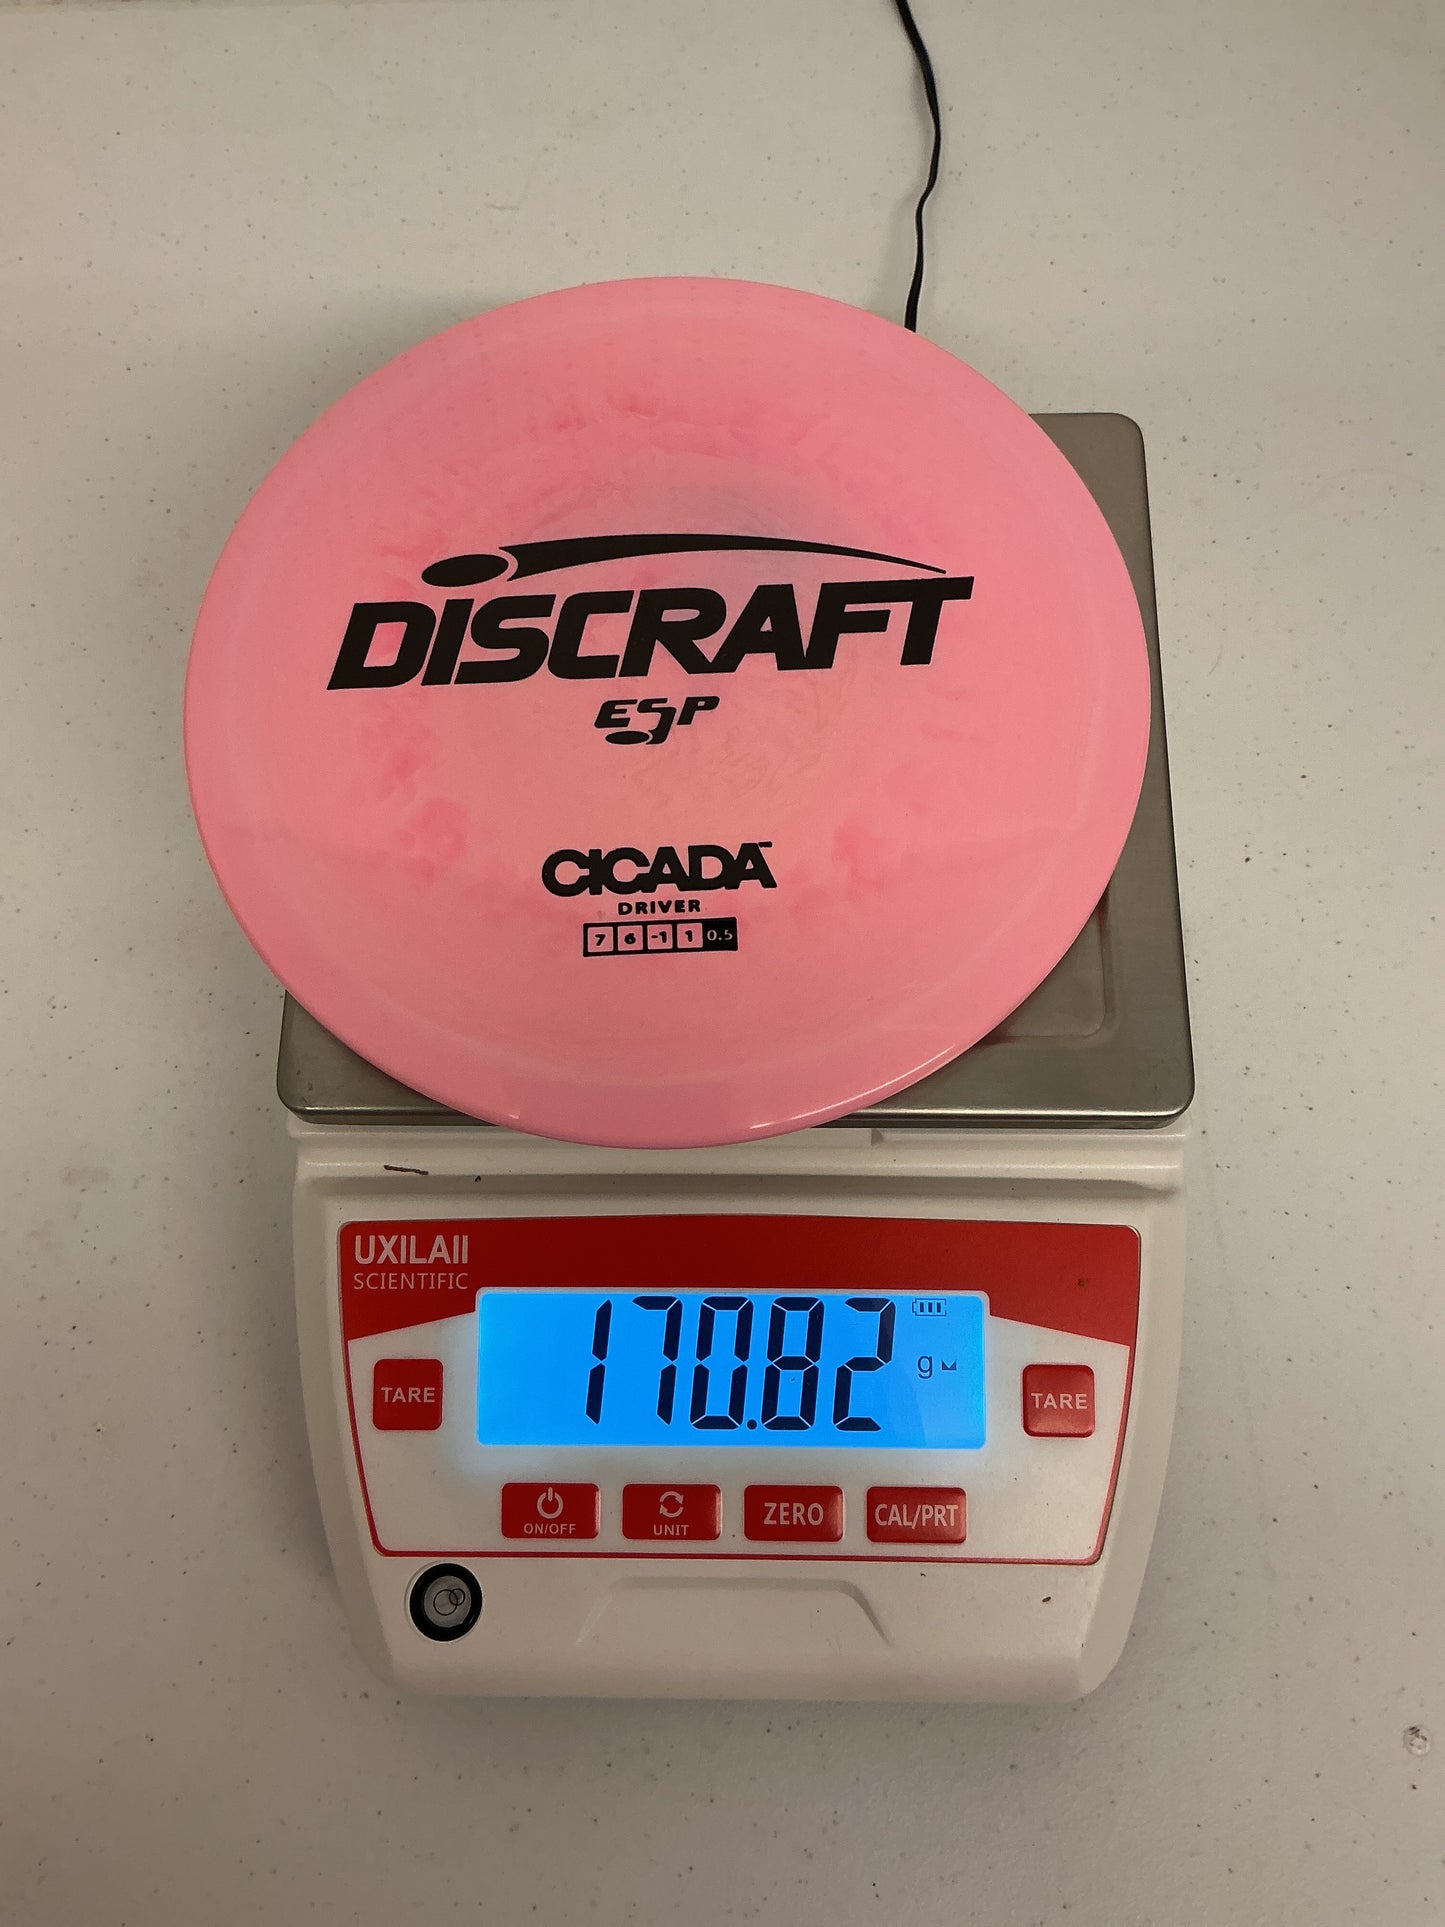 DISCRAFT
ESP
CICADA
DRIVER
7 6 -1 1 0.5
UXILAII
SCIENTIFIC
170.82 g
TARE
TARE
ON/OFF
UNIT
ZERO
CAL/PRT